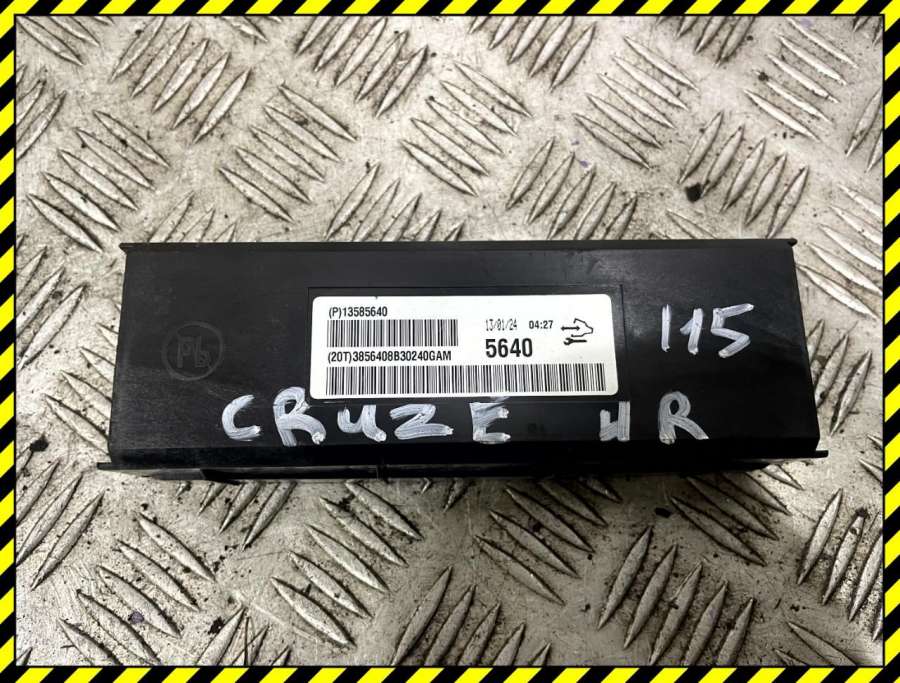 (P)13585640
13/01/24 04:27
(20T)3856408B30240GAM
5640
115
Pb
CRUZE HR